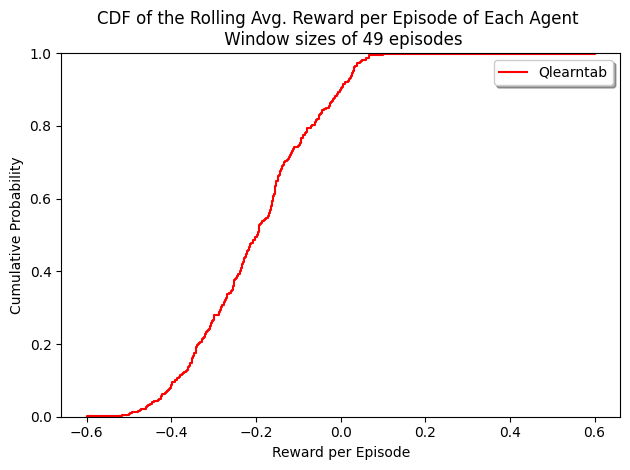 CDF of the Rolling Avg. Reward per Episode of Each Agent
Window sizes of 49 episodes
Qlearntab
Cumulative Probability
1.0
0.8
0.6
0.4
0.2
0.0
−0.6 −0.4 −0.2 0.0 0.2 0.4 0.6
Reward per Episode